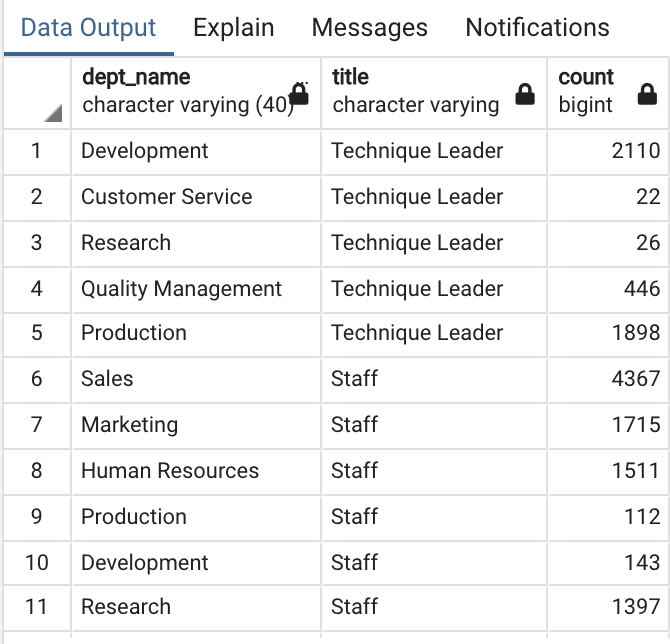 Data Output Explain Messages Notifications
dept_name title count
character varying (40) character varying bigint
1 Development Technique Leader 2110
2 Customer Service Technique Leader 22
3 Research Technique Leader 26
4 Quality Management Technique Leader 446
5 Production Technique Leader 1898
6 Sales Staff 4367
7 Marketing Staff 1715
8 Human Resources Staff 1511
9 Production Staff 112
10 Development Staff 143
11 Research Staff 1397